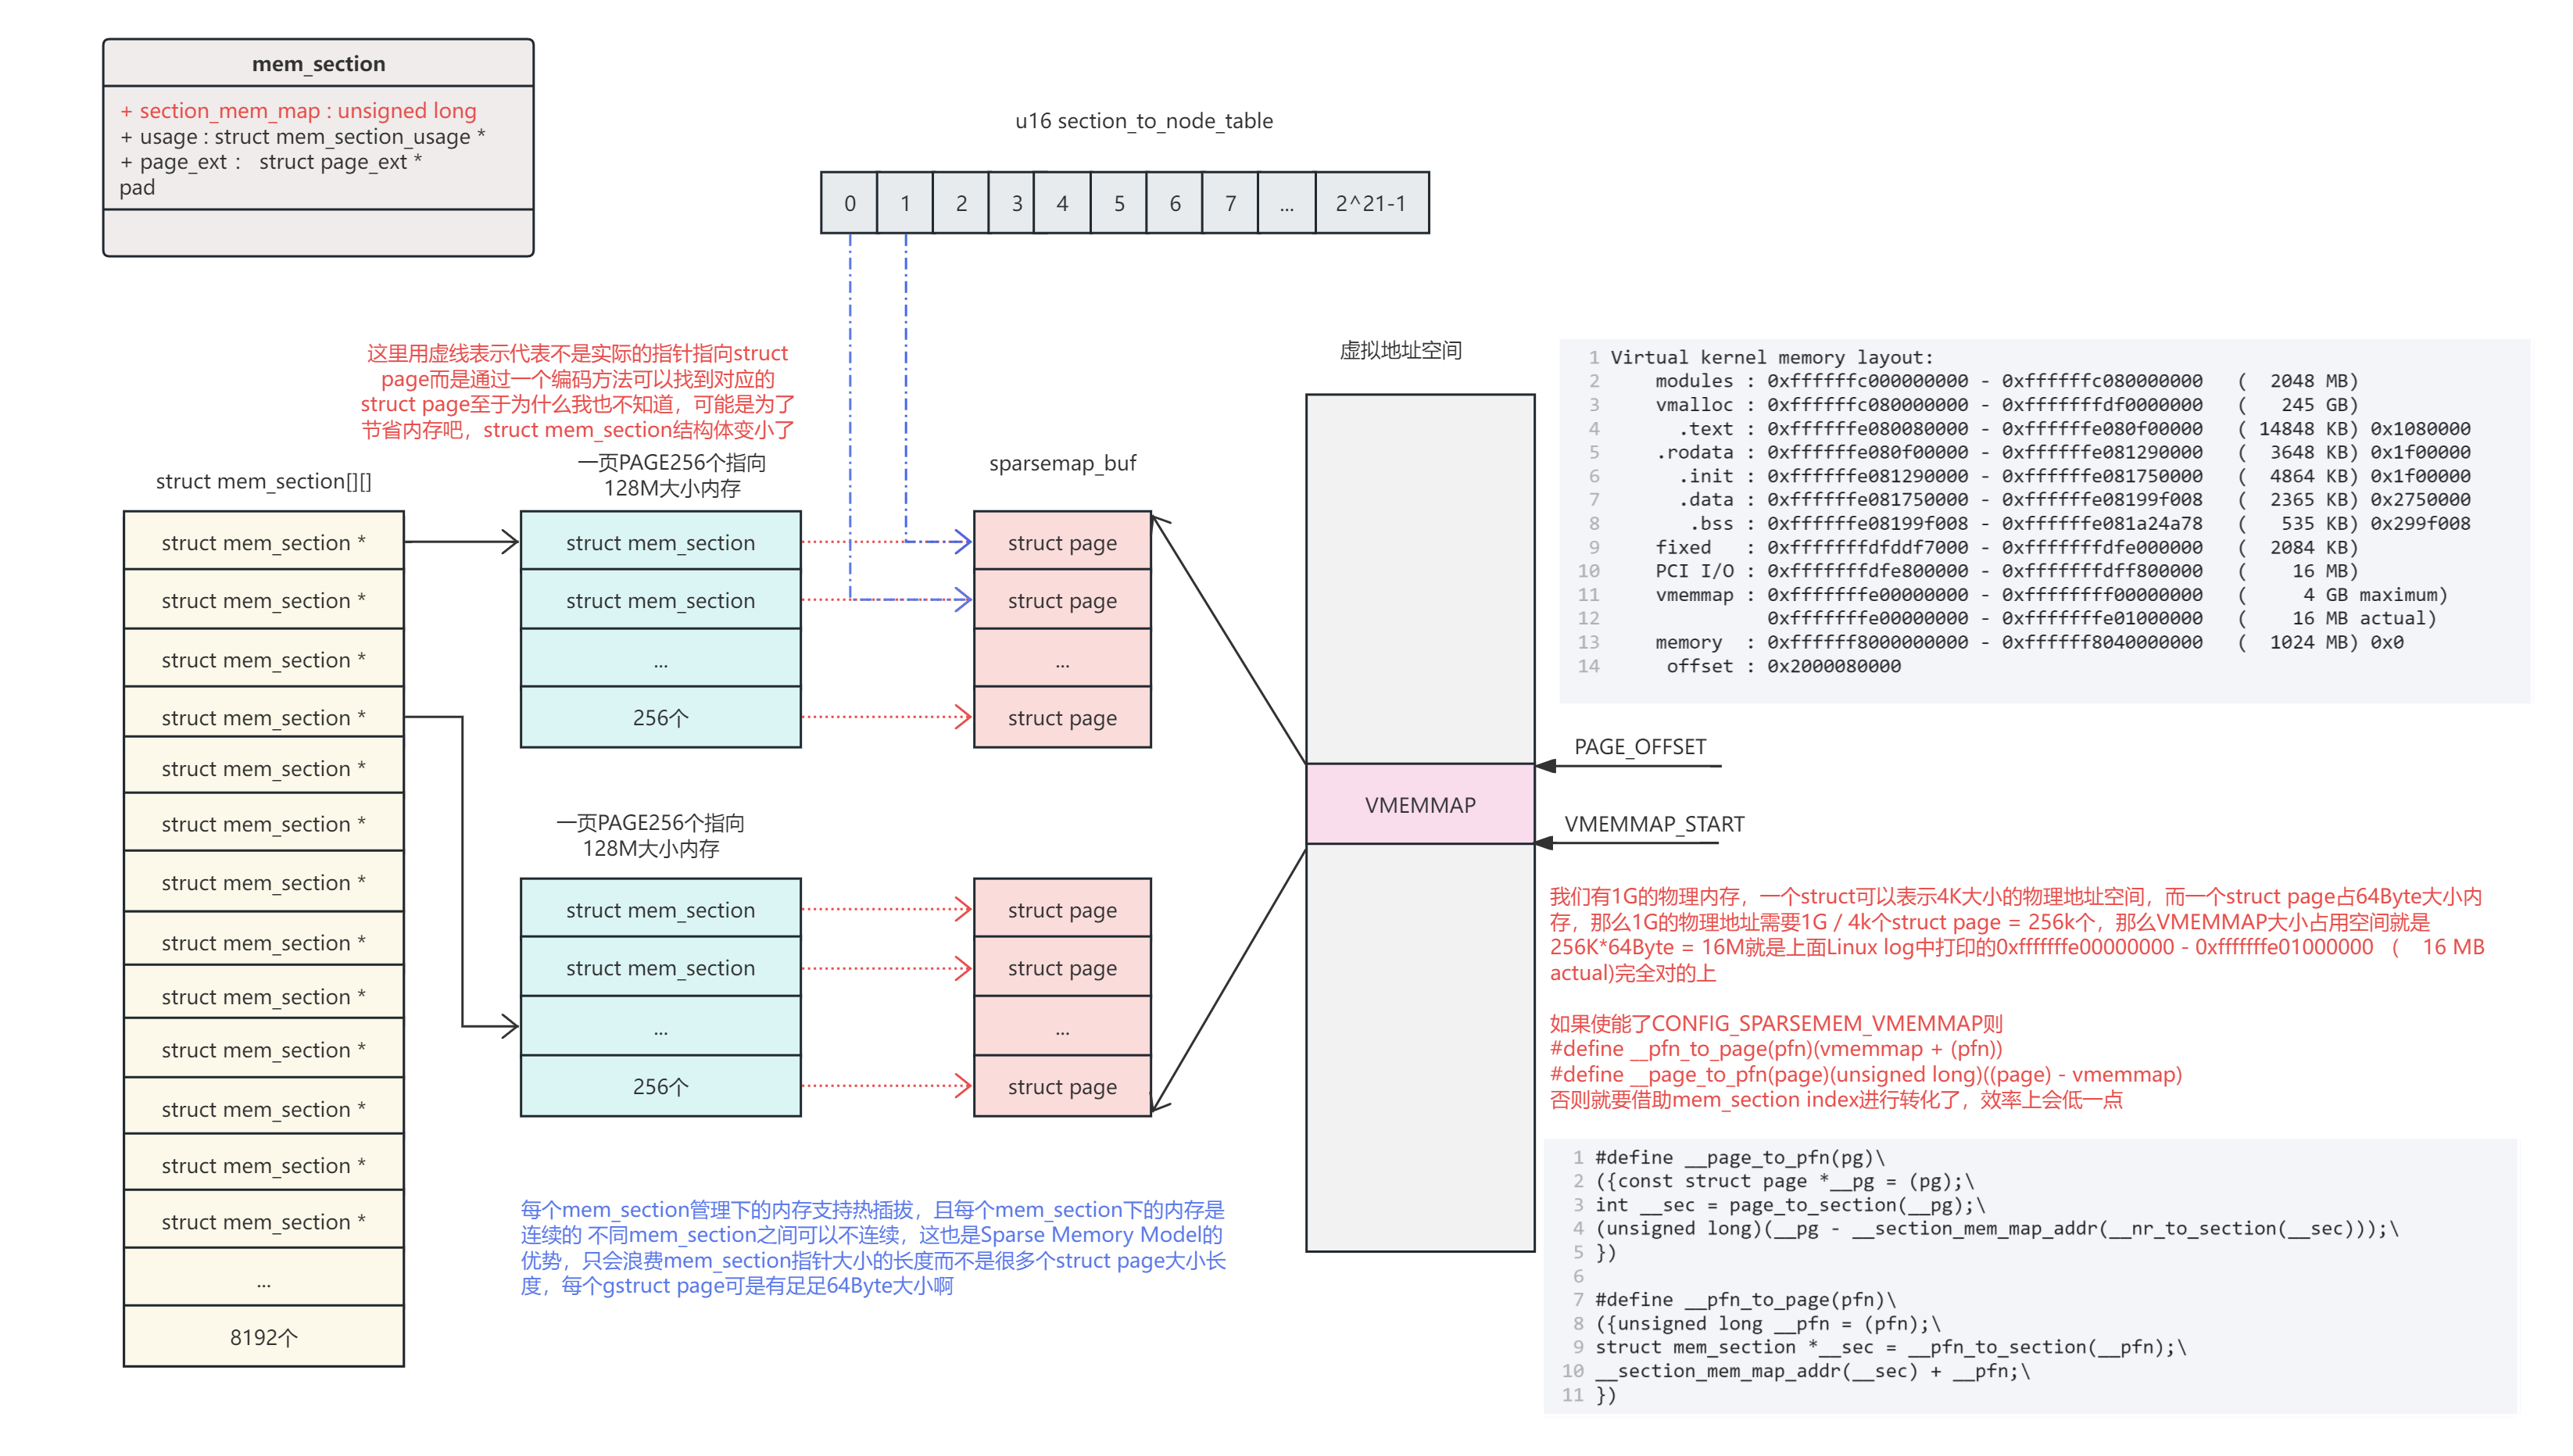 mem_section
+ section_mem_map : unsigned long
+ usage : struct mem_section_usage *
+ page_ext :   struct page_ext *
pad
u16 section_to_node_table
0 1 2 3 4 5 6 7 ... 2^21-1
这里用虚线表示代表不是实际的指针指向struct
page而是通过一个编码方法可以找到对应的
struct page至于为什么我也不知道，可能是为了
节省内存吧，struct mem_section结构体变小了
struct mem_section[][]
struct mem_section *
struct mem_section *
struct mem_section *
struct mem_section *
struct mem_section *
struct mem_section *
struct mem_section *
struct mem_section *
struct mem_section *
struct mem_section *
struct mem_section *
struct mem_section *
struct mem_section *
...
8192个
一页PAGE256个指向
128M大小内存
struct mem_section
struct mem_section
...
256个
sparsemap_buf
struct page
struct page
...
struct page
一页PAGE256个指向
128M大小内存
struct mem_section
struct mem_section
...
256个
struct page
struct page
...
struct page
每个mem_section管理下的内存支持热插拔，且每个mem_section下的内存是
连续的 不同mem_section之间可以不连续，这也是Sparse Memory Model的
优势，只会浪费mem_section指针大小的长度而不是很多个struct page大小长
度，每个gstruct page可是有足足64Byte大小啊
虚拟地址空间
VMEMMAP
PAGE_OFFSET
VMEMMAP_START
1 Virtual kernel memory layout:
2     modules : 0xffffffc000000000 - 0xffffffc080000000   (  2048 MB)
3     vmalloc : 0xffffffc080000000 - 0xfffffffdf0000000   (   245 GB)
4       .text : 0xffffffe080080000 - 0xffffffe080f00000   ( 14848 KB) 0x1080000
5     .rodata : 0xffffffe080f00000 - 0xffffffe081290000   (  3648 KB) 0x1f00000
6       .init : 0xffffffe081290000 - 0xffffffe081750000   (  4864 KB) 0x1f00000
7       .data : 0xffffffe081750000 - 0xffffffe08199f008   (  2365 KB) 0x2750000
8        .bss : 0xffffffe08199f008 - 0xffffffe081a24a78   (   535 KB) 0x299f008
9     fixed   : 0xfffffffdfddf7000 - 0xfffffffdfe000000   (  2084 KB)
10     PCI I/O : 0xfffffffdfe800000 - 0xfffffffdff800000   (    16 MB)
11     vmemmap : 0xfffffffe00000000 - 0xffffffff00000000   (     4 GB maximum)
12               0xfffffffe00000000 - 0xfffffffe01000000   (    16 MB actual)
13     memory  : 0xffffff8000000000 - 0xffffff8040000000   (  1024 MB) 0x0
14      offset : 0x2000080000
我们有1G的物理内存，一个struct可以表示4K大小的物理地址空间，而一个struct page占64Byte大小内
存，那么1G的物理地址需要1G / 4k个struct page = 256k个，那么VMEMMAP大小占用空间就是
256K*64Byte = 16M就是上面Linux log中打印的0xfffffffe00000000 - 0xfffffffe01000000   (    16 MB
actual)完全对的上
如果使能了CONFIG_SPARSEMEM_VMEMMAP则
#define __pfn_to_page(pfn)(vmemmap + (pfn))
#define __page_to_pfn(page)(unsigned long)((page) - vmemmap)
否则就要借助mem_section index进行转化了，效率上会低一点
1 #define __page_to_pfn(pg)\
2 ({const struct page *__pg = (pg);\
3 int __sec = page_to_section(__pg);\
4 (unsigned long)(__pg - __section_mem_map_addr(__nr_to_section(__sec)));\
5 })
6
7 #define __pfn_to_page(pfn)\
8 ({unsigned long __pfn = (pfn);\
9 struct mem_section *__sec = __pfn_to_section(__pfn);\
10 __section_mem_map_addr(__sec) + __pfn;\
11 })